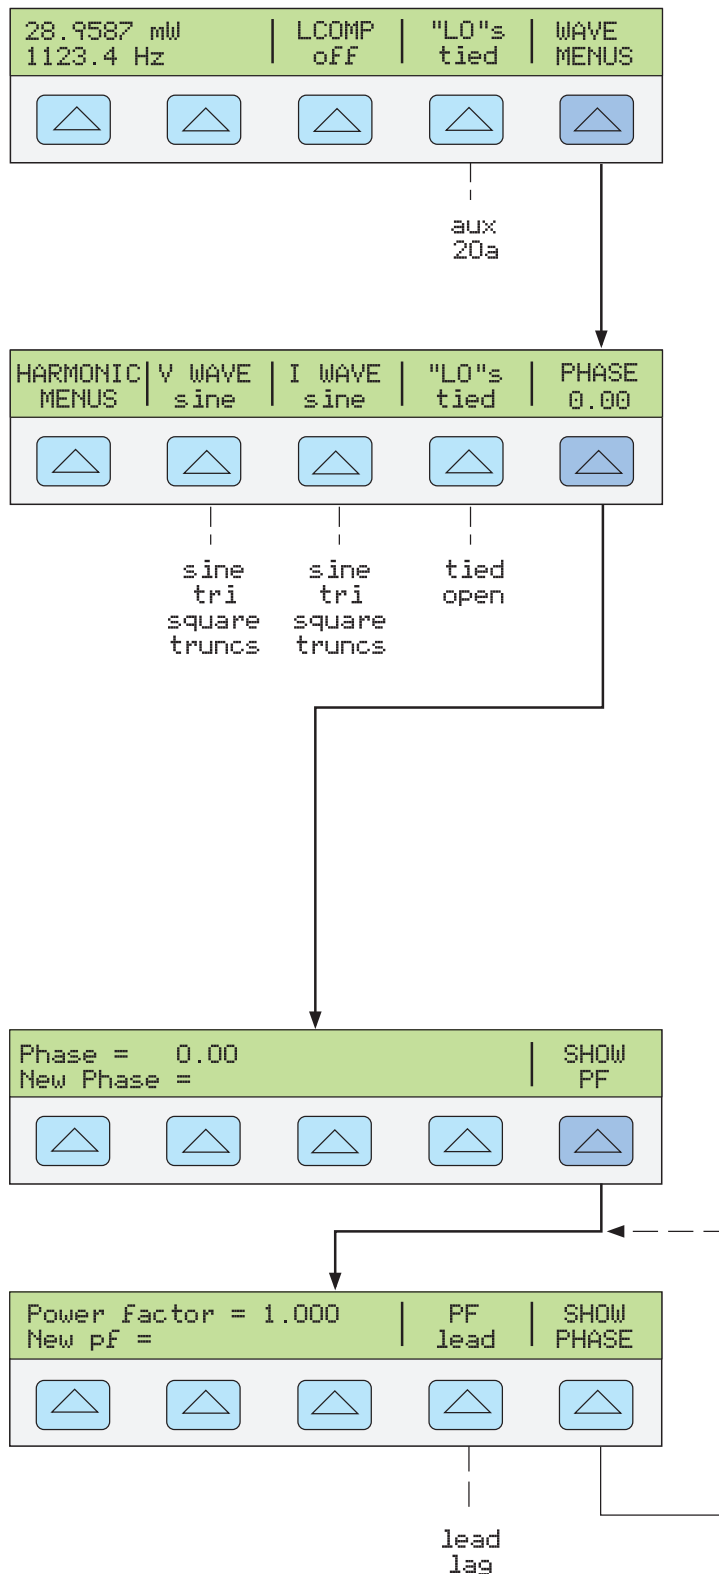 28.9587 mW | LCOMP | "LO"s | WAVE
1123.4 Hz | off | tied | MENUS
aux
20a
HARMONIC | V WAVE | I WAVE | "LO"s | PHASE
MENUS | sine | sine | tied | 0.00
sine sine tied
tri tri open
square square
truncs truncs
Phase = 0.00 | SHOW
New Phase = | PF
Power factor = 1.000 | PF | SHOW
New pf = | lead | PHASE
lead
lag